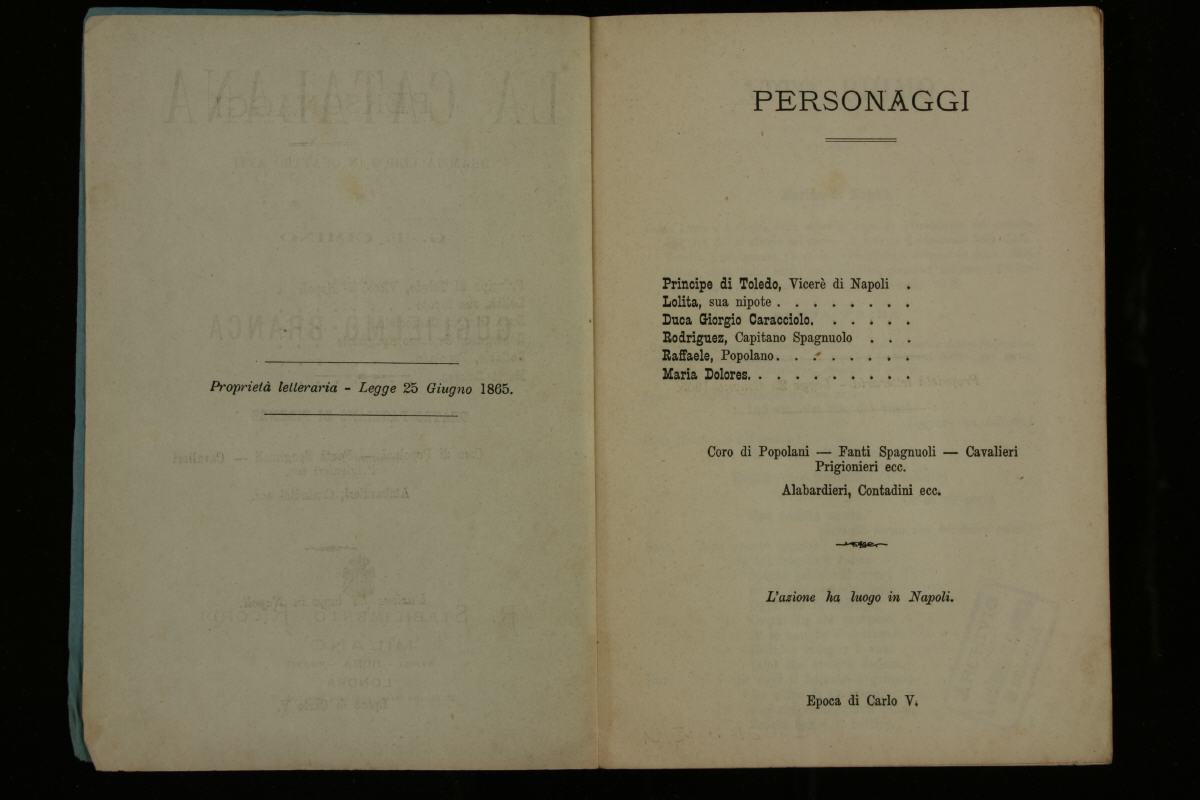 Proprietà letteraria - Legge 25 Giugno 1865.
PERSONAGGI
Principe di Toledo, Vicerè di Napoli .
Lolita, sua nipote . . . . . . . .
Duca Giorgio Caracciolo. . . . . .
Rodriguez, Capitano Spagnuolo . . .
Raffaele, Popolano. . . . . . . .
Maria Dolores. . . . . . . . . .
Coro di Popolani — Fanti Spagnuoli — Cavalieri
Prigionieri ecc.
Alabardieri, Contadini ecc.
L'azione ha luogo in Napoli.
Epoca di Carlo V.